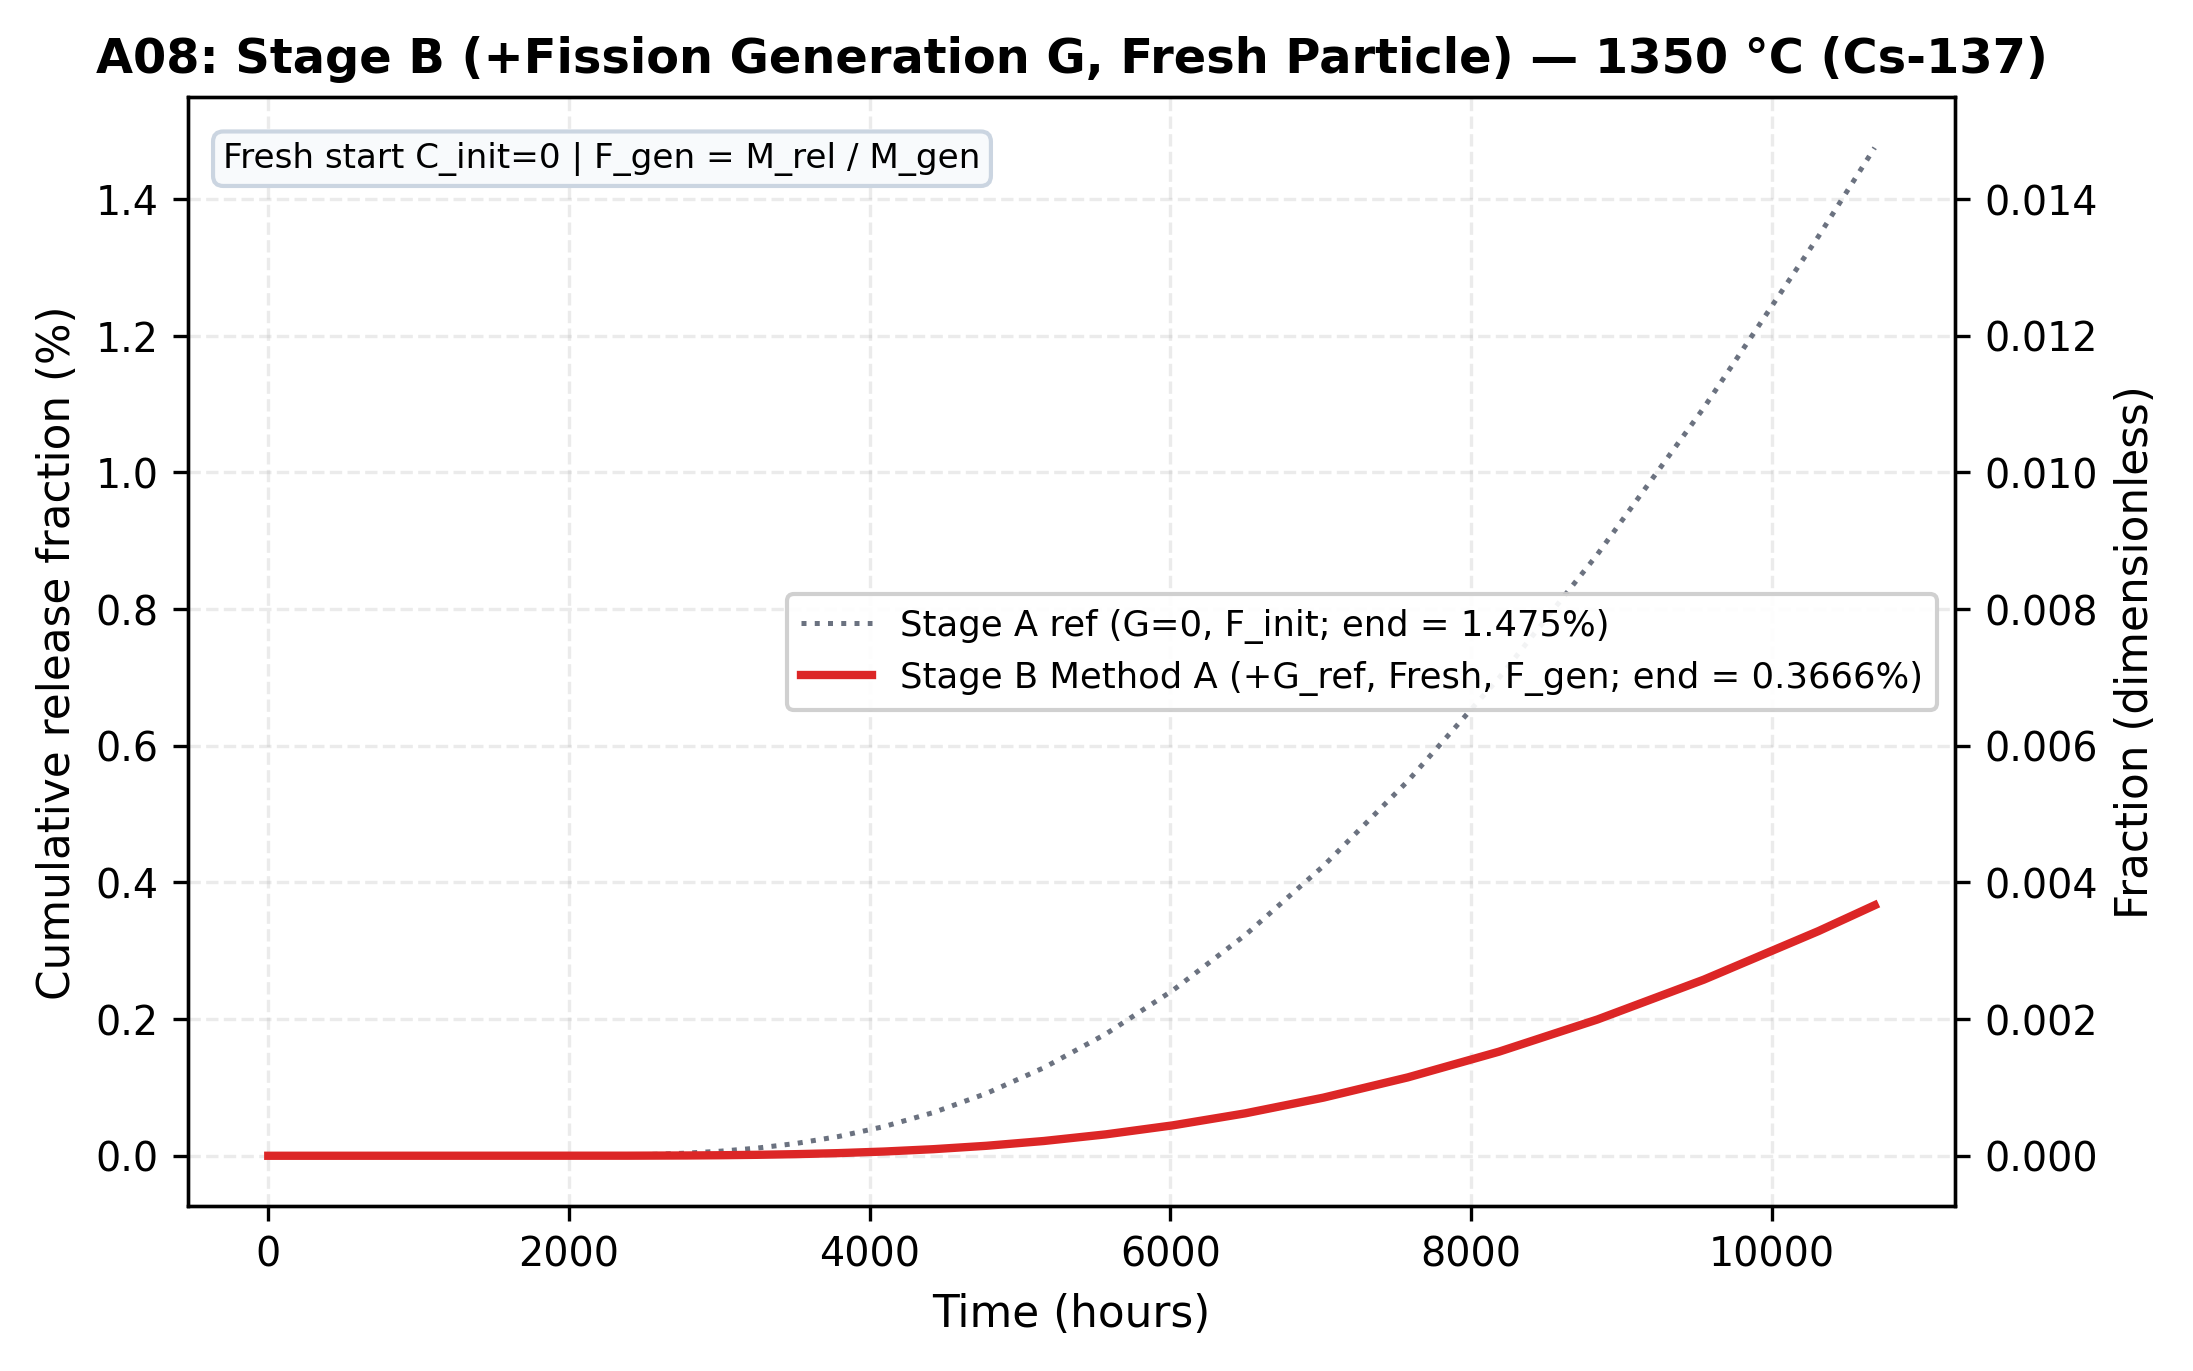 A08: Stage B (+Fission Generation G, Fresh Particle) — 1350 °C (Cs-137)
Fresh start C_init=0 | F_gen = M_rel / M_gen
Cumulative release fraction (%)
1.4
1.2
1.0
0.8
0.6
0.4
0.2
0.0
Stage A ref (G=0, F_init; end = 1.475%)
Stage B Method A (+G_ref, Fresh, F_gen; end = 0.3666%)
0.014
0.012
0.010
0.008
0.006
0.004
0.002
0.000
Fraction (dimensionless)
0 2000 4000 6000 8000 10000
Time (hours)